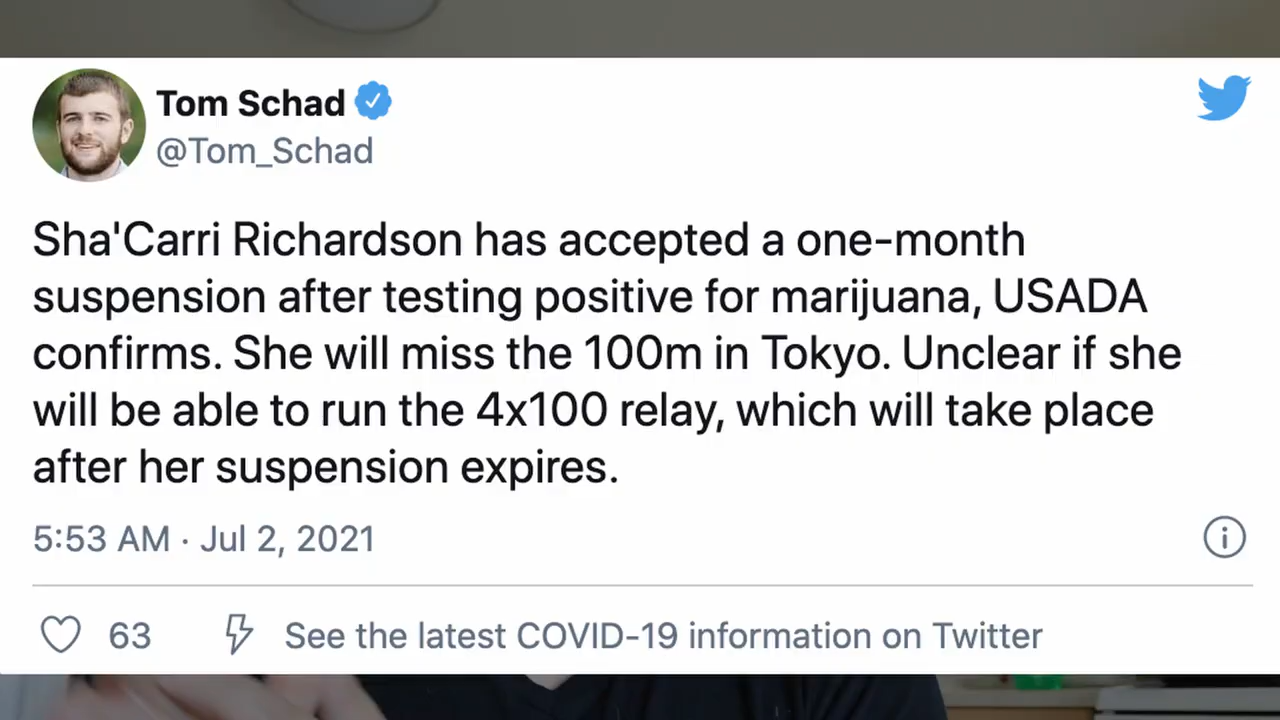 Tom Schad
@Tom_Schad
Sha'Carri Richardson has accepted a one-month
suspension after testing positive for marijuana, USADA
confirms. She will miss the 100m in Tokyo. Unclear if she
will be able to run the 4x100 relay, which will take place
after her suspension expires.
5:53 AM · Jul 2, 2021
63 See the latest COVID-19 information on Twitter